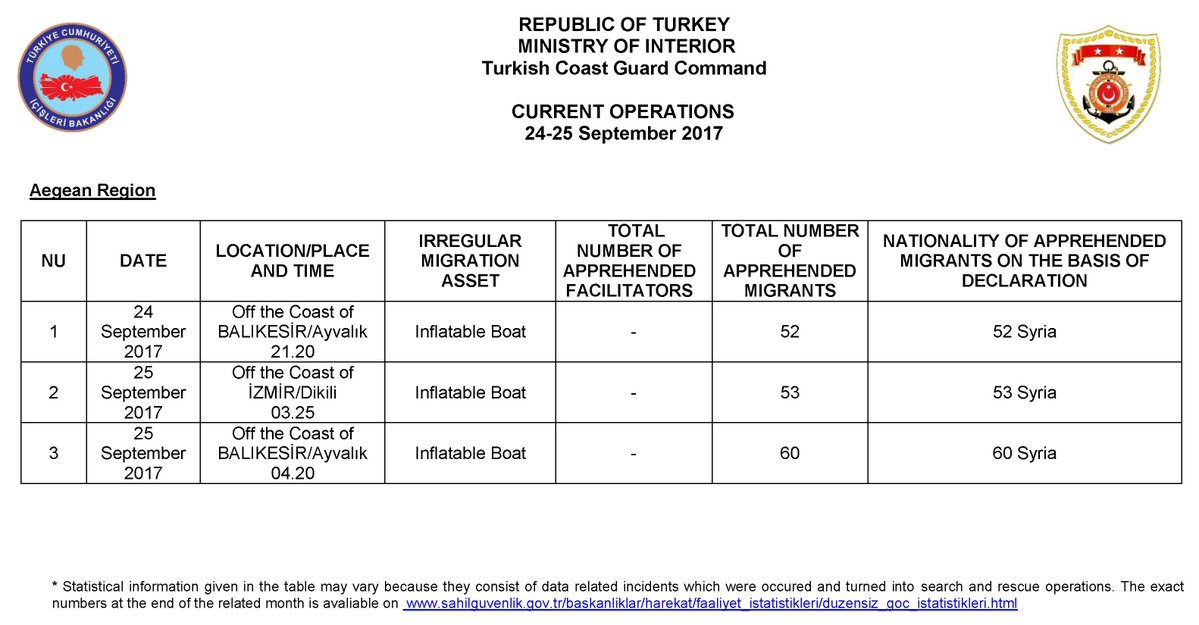 REPUBLIC OF TURKEY
MINISTRY OF INTERIOR
Turkish Coast Guard Command
CURRENT OPERATIONS
24-25 September 2017
TÜRKİYE CUMHURİYETİ
İÇİŞLERİ BAKANLIĞI
Aegean Region
NU
DATE
LOCATION/PLACE
AND TIME
IRREGULAR
MIGRATION
ASSET
TOTAL
NUMBER OF
APPREHENDED
FACILITATORS
TOTAL NUMBER
OF
APPREHENDED
MIGRANTS
NATIONALITY OF APPREHENDED
MIGRANTS ON THE BASIS OF
DECLARATION
1
24
September
2017
Off the Coast of
BALIKESİR/Ayvalık
21.20
Inflatable Boat
-
52
52 Syria
2
25
September
2017
Off the Coast of
İZMİR/Dikili
03.25
Inflatable Boat
-
53
53 Syria
3
25
September
2017
Off the Coast of
BALIKESİR/Ayvalık
04.20
Inflatable Boat
-
60
60 Syria
* Statistical information given in the table may vary because they consist of data related incidents which were occured and turned into search and rescue operations. The exact
numbers at the end of the related month is avaliable on www.sahilguvenlik.gov.tr/baskanliklar/harekat/faaliyet_istatistikleri/duzensiz_goc_istatistikleri.html